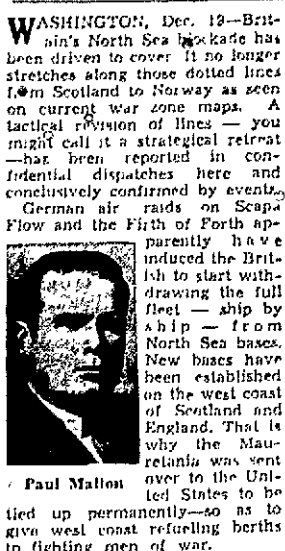 WASHINGTON, Dec. 19—Brit-
ain's North Sea blockade has
been driven to cover It no longer
stretches along those dotted lines
from Scotland to Norway as seen
on current war zone maps. A
tactical revision of lines — you
might call it a strategical retreat
—has been reported in con-
fidential dispatches here and
conclusively confirmed by events.
German air raids on Scapa
Flow and the Firth of Forth ap-
parently have
induced the Brit-
ish to start with-
drawing the full
fleet — ship by
ship — from
North Sea bases.
New bases have
been established
on the west coast
of Scotland and
England. That is
why the Mau-
retania was sent
over to the Uni-
ted States to be
tied up permanently—so as to
give west coast refueling berths
to fighting men of war.
Paul Mallon